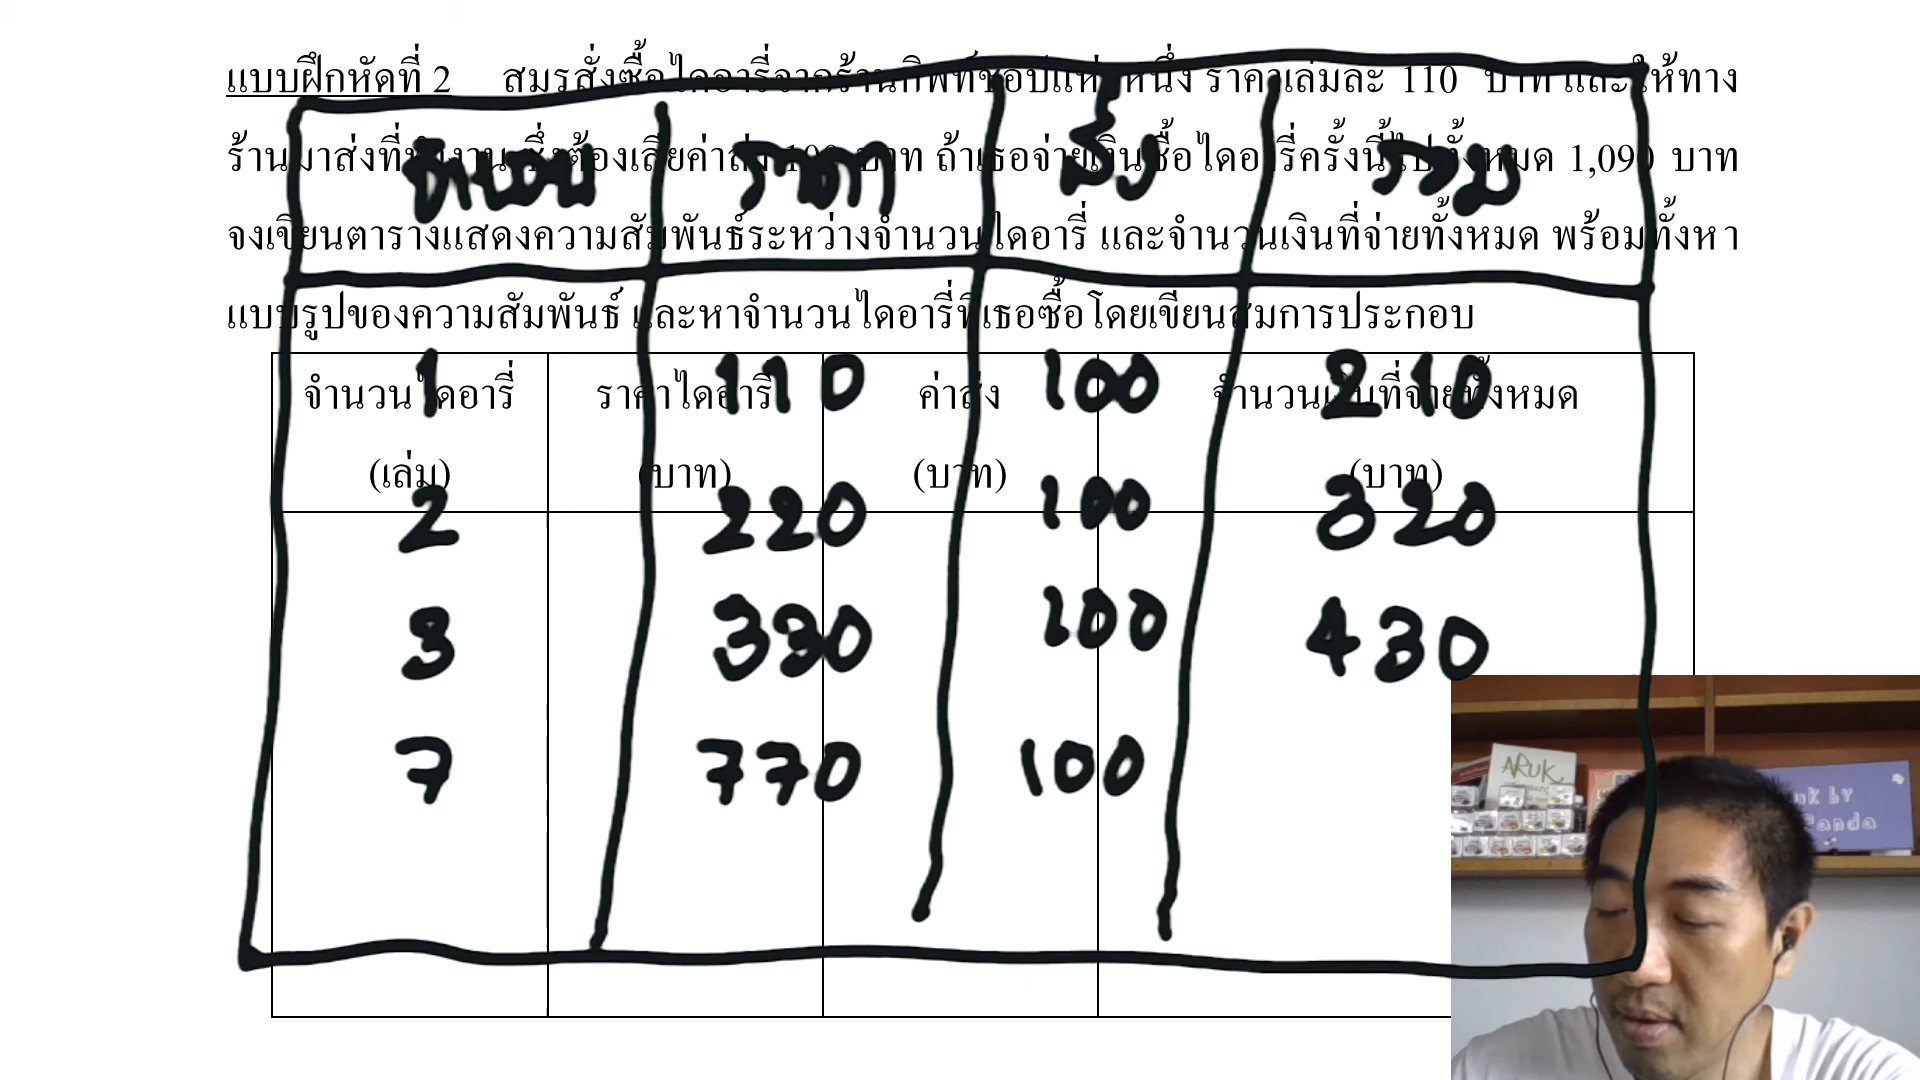 แบบฝึกหัดที่ 2 สมรสั่งซื้อไดอารี่จากร้านกิฟท์ช็อปแห่งหนึ่ง ราคาเล่มละ 110 บาท และให้ทาง
ร้านมาส่งที่ทำงาน ซึ่งต้องเสียค่าส่ง 100 บาท ถ้าเธอจ่ายเงินซื้อไดอารี่ครั้งนี้ไปทั้งหมด 1,090 บาท
จงเขียนตารางแสดงความสัมพันธ์ระหว่างจำนวนไดอารี่ และจำนวนเงินที่จ่ายทั้งหมด พร้อมทั้งหา
แบบรูปของความสัมพันธ์ และหาจำนวนไดอารี่ที่เธอซื้อโดยเขียนสมการประกอบ
จำนวนไดอารี่ ราคาไดอารี่ ค่าส่ง จำนวนเงินที่จ่ายทั้งหมด
(เล่ม) (บาท) (บาท) (บาท)
ราคา ส่ง รวม
1 110 100 210
2 220 100 320
3 330 100 430
7 770 100
ARUK
uk by
Panda